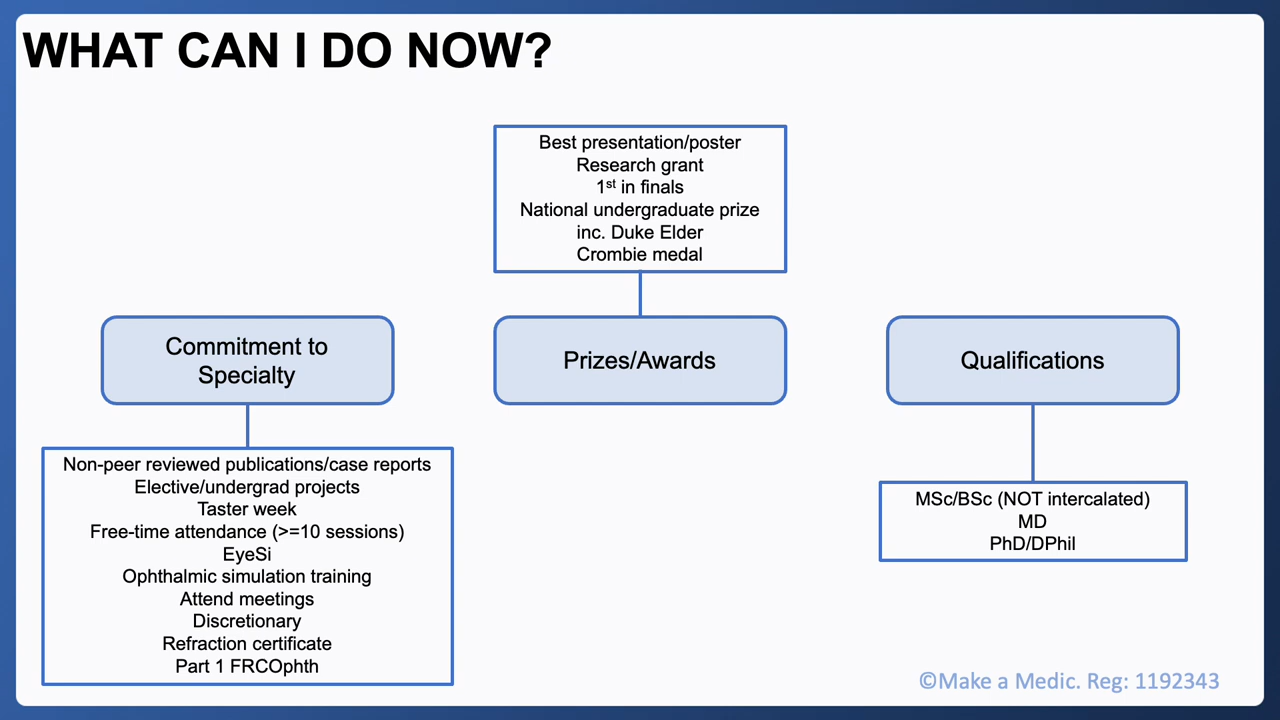 WHAT CAN I DO NOW?
Best presentation/poster
Research grant
1st in finals
National undergraduate prize
inc. Duke Elder
Crombie medal
Commitment to
Specialty
Prizes/Awards
Qualifications
Non-peer reviewed publications/case reports
Elective/undergrad projects
Taster week
Free-time attendance (>=10 sessions)
EyeSi
Ophthalmic simulation training
Attend meetings
Discretionary
Refraction certificate
Part 1 FRCOphth
MSc/BSc (NOT intercalated)
MD
PhD/DPhil
©Make a Medic. Reg: 1192343